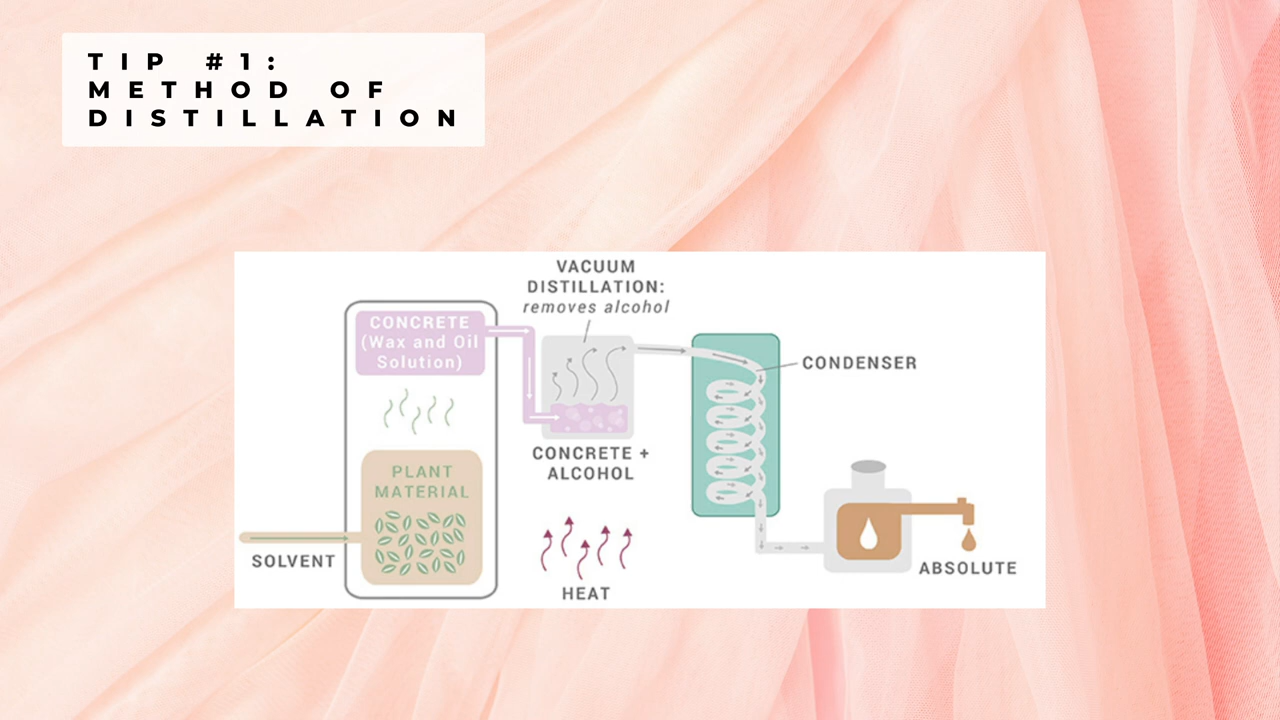 TIP #1:
METHOD OF
DISTILLATION
VACUUM
DISTILLATION:
removes alcohol
CONCRETE
(Wax and Oil
Solution)
CONDENSER
CONCRETE +
ALCOHOL
PLANT
MATERIAL
SOLVENT
HEAT
ABSOLUTE